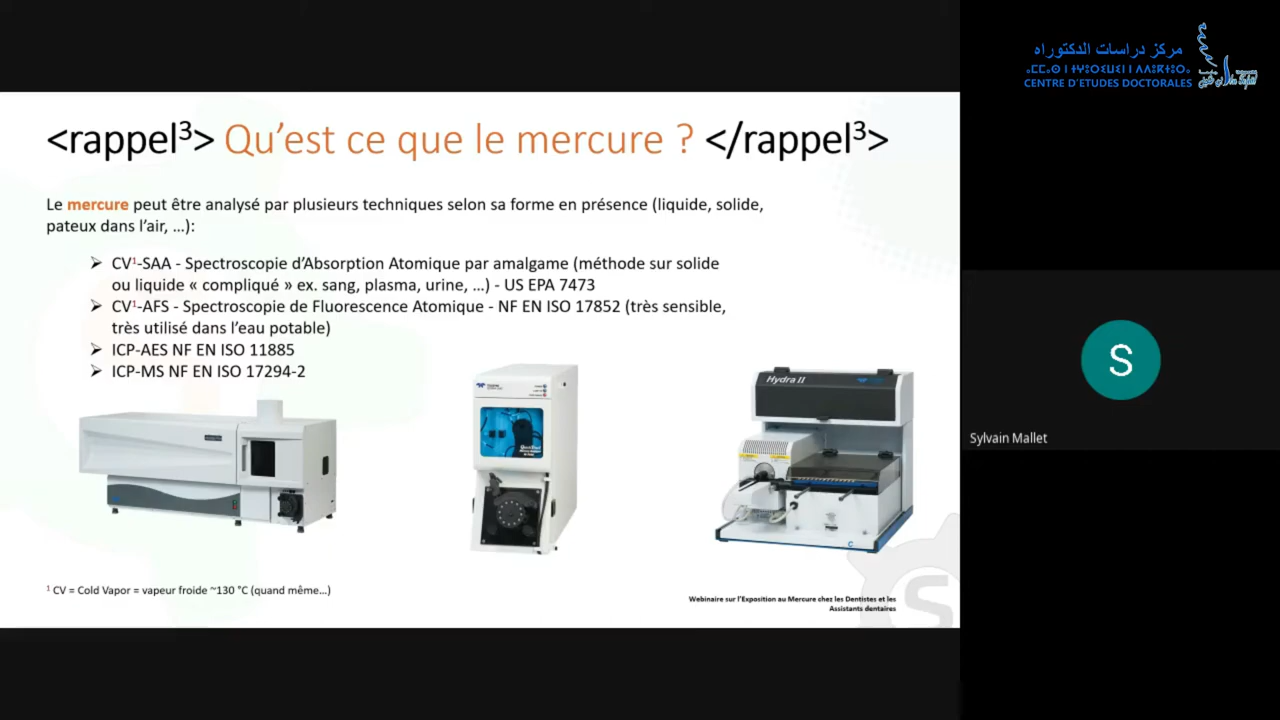 <rappel³> Qu’est ce que le mercure ? </rappel³>
Le mercure peut être analysé par plusieurs techniques selon sa forme en présence (liquide, solide,
pateux dans l’air, …):
➤ CV¹-SAA - Spectroscopie d’Absorption Atomique par amalgame (méthode sur solide
ou liquide « compliqué » ex. sang, plasma, urine, …) - US EPA 7473
➤ CV¹-AFS - Spectroscopie de Fluorescence Atomique - NF EN ISO 17852 (très sensible,
très utilisé dans l’eau potable)
➤ ICP-AES NF EN ISO 11885
➤ ICP-MS NF EN ISO 17294-2
Hydra II
¹ CV = Cold Vapor = vapeur froide ~130 °C (quand même…)
Webinaire sur l’Exposition au Mercure chez les Dentistes et les
Assistants dentaires
مركز دراسات الدكتوراه
CENTRE D'ETUDES DOCTORALES
S
Sylvain Mallet